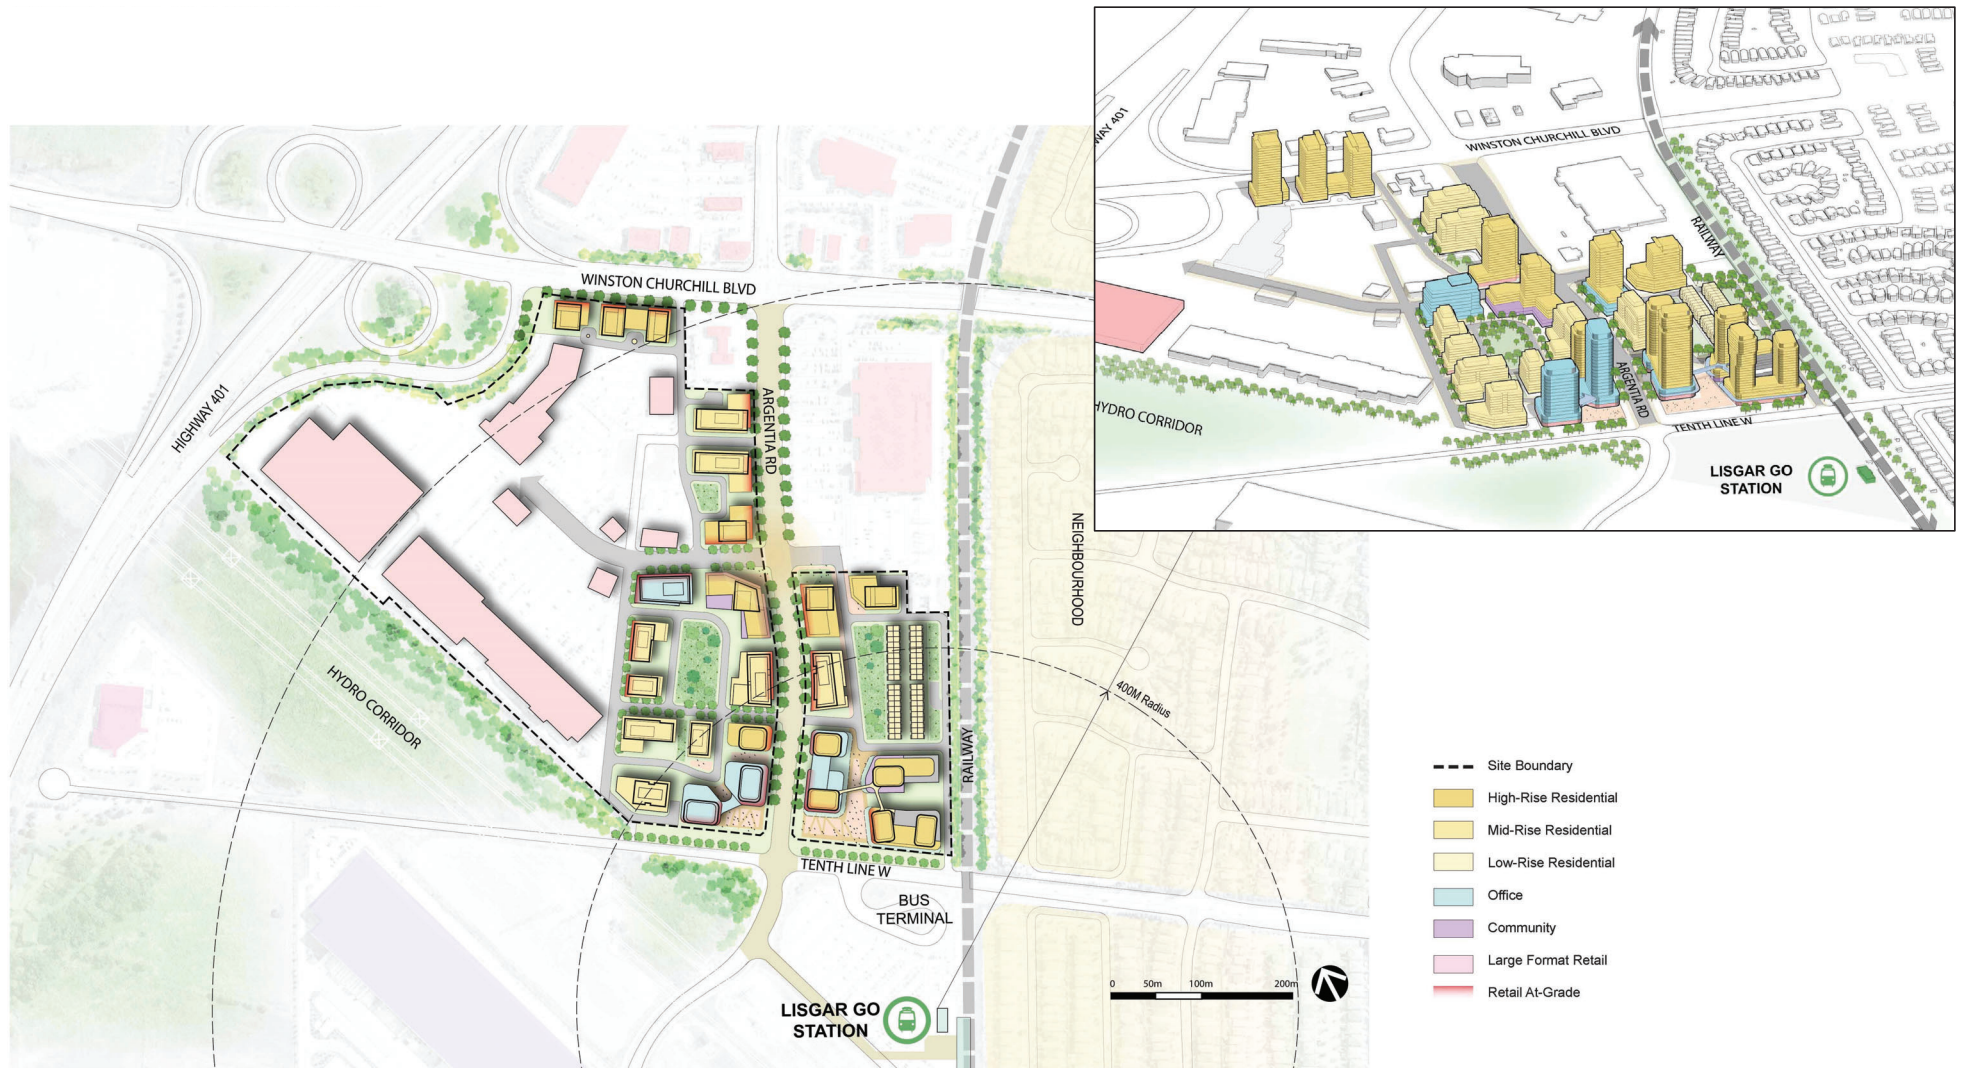 WINSTON CHURCHILL BLVD
HIGHWAY 401
ARGENTIA RD
NEIGHBOURHOOD
HYDRO CORRIDOR
400M Radius
RAILWAY
TENTH LINE W
BUS
TERMINAL
LISGAR GO
STATION
0 50m 100m 200m
WAY 401
WINSTON CHURCHILL BLVD
RAILWAY
ARGENTIA RD
HYDRO CORRIDOR
TENTH LINE W
LISGAR GO
STATION
Site Boundary
High-Rise Residential
Mid-Rise Residential
Low-Rise Residential
Office
Community
Large Format Retail
Retail At-Grade